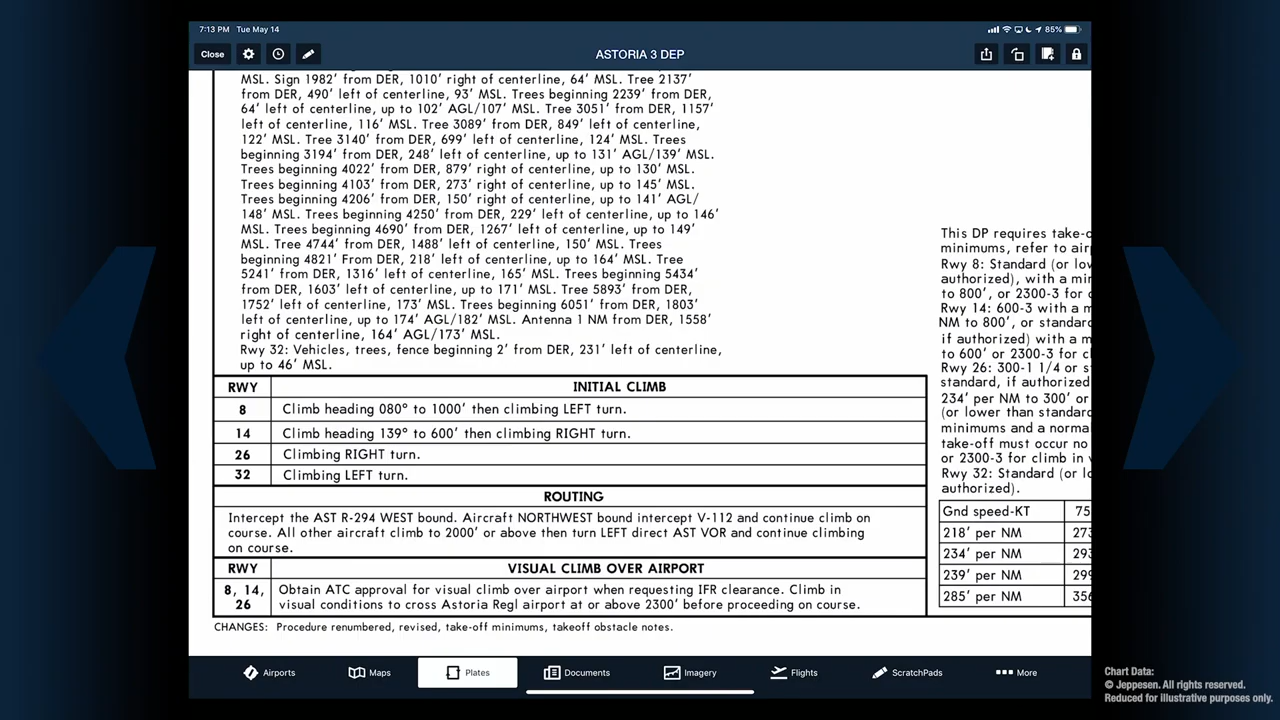 7:13 PM Tue May 14
85%
Close
ASTORIA 3 DEP
MSL. Sign 1982' from DER, 1010' right of centerline, 64' MSL. Tree 2137'
from DER, 490' left of centerline, 93' MSL. Trees beginning 2239' from DER,
64' left of centerline, up to 102' AGL/107' MSL. Tree 3051' from DER, 1157'
left of centerline, 116' MSL. Tree 3089' from DER, 849' left of centerline,
122' MSL. Tree 3140' from DER, 699' left of centerline, 124' MSL. Trees
beginning 3194' from DER, 248' left of centerline, up to 131' AGL/139' MSL.
Trees beginning 4022' from DER, 879' right of centerline, up to 130' MSL.
Trees beginning 4103' from DER, 273' right of centerline, up to 145' MSL.
Trees beginning 4206' from DER, 150' right of centerline, up to 141' AGL/
148' MSL. Trees beginning 4250' from DER, 229' left of centerline, up to 146'
MSL. Trees beginning 4690' from DER, 1267' left of centerline, up to 149'
MSL. Tree 4744' from DER, 1488' left of centerline, 150' MSL. Trees
beginning 4821' From DER, 218' left of centerline, up to 164' MSL. Tree
5241' from DER, 1316' left of centerline, 165' MSL. Trees beginning 5434'
from DER, 1603' left of centerline, up to 171' MSL. Tree 5893' from DER,
1752' left of centerline, 173' MSL. Trees beginning 6051' from DER, 1803'
left of centerline, up to 174' AGL/182' MSL. Antenna 1 NM from DER, 1558'
right of centerline, 164' AGL/173' MSL.
Rwy 32: Vehicles, trees, fence beginning 2' from DER, 231' left of centerline,
up to 46' MSL.
RWY INITIAL CLIMB
8 Climb heading 080° to 1000' then climbing LEFT turn.
14 Climb heading 139° to 600' then climbing RIGHT turn.
26 Climbing RIGHT turn.
32 Climbing LEFT turn.
ROUTING
Intercept the AST R-294 WEST bound. Aircraft NORTHWEST bound intercept V-112 and continue climb on
course. All other aircraft climb to 2000' or above then turn LEFT direct AST VOR and continue climbing
on course.
RWY VISUAL CLIMB OVER AIRPORT
8, 14, 26 Obtain ATC approval for visual climb over airport when requesting IFR clearance. Climb in
visual conditions to cross Astoria Regl airport at or above 2300' before proceeding on course.
CHANGES: Procedure renumbered, revised, take-off minimums, takeoff obstacle notes.
This DP requires take-o
minimums, refer to air
Rwy 8: Standard (or lov
authorized), with a mi
to 800', or 2300-3 for c
Rwy 14: 600-3 with a m
NM to 800', or standar
if authorized) with a m
to 600' or 2300-3 for c
Rwy 26: 300-1 1/4 or s
standard, if authorized
234' per NM to 300' or
(or lower than standar
minimums and a norma
take-off must occur no
or 2300-3 for climb in
Rwy 32: Standard (or lo
authorized).
Gnd speed-KT 75
218' per NM 273
234' per NM 293
239' per NM 299
285' per NM 356
Airports
Maps
Plates
Documents
Imagery
Flights
ScratchPads
More
Chart Data:
© Jeppesen. All rights reserved.
Reduced for illustrative purposes only.